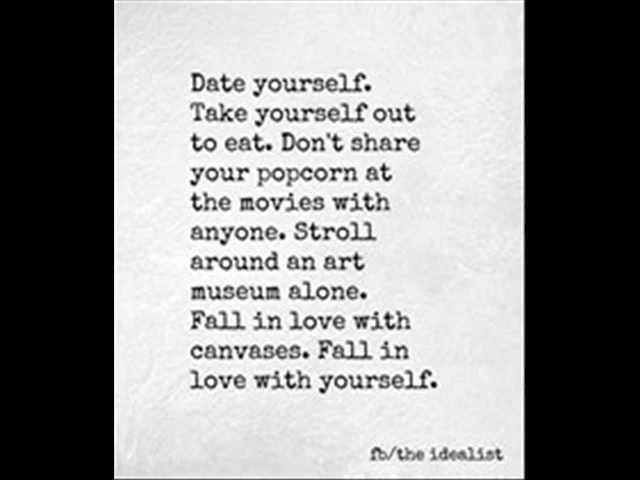 Date yourself.
Take yourself out
to eat. Don't share
your popcorn at
the movies with
anyone. Stroll
around an art
museum alone.
Fall in love with
canvases. Fall in
love with yourself.
fb/the idealist